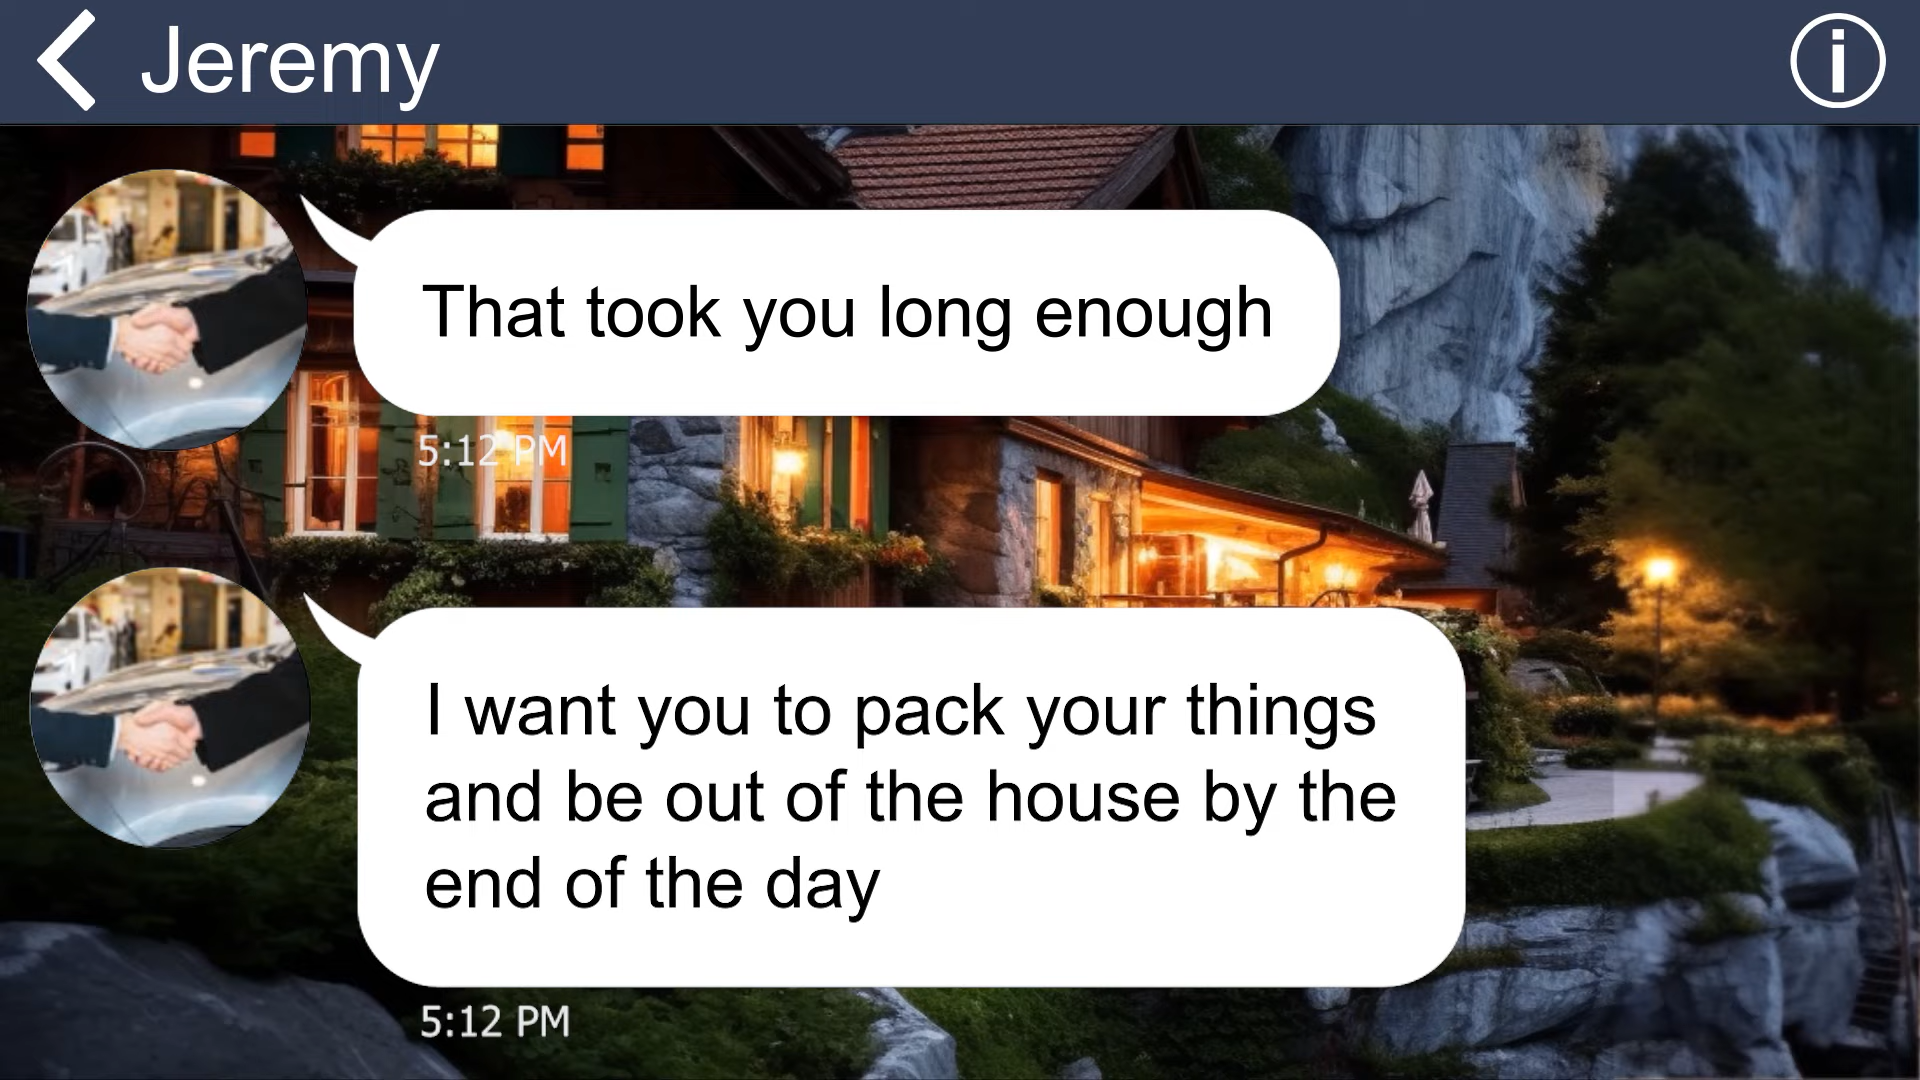 Jeremy
That took you long enough
5:12 PM
I want you to pack your things
and be out of the house by the
end of the day
5:12 PM